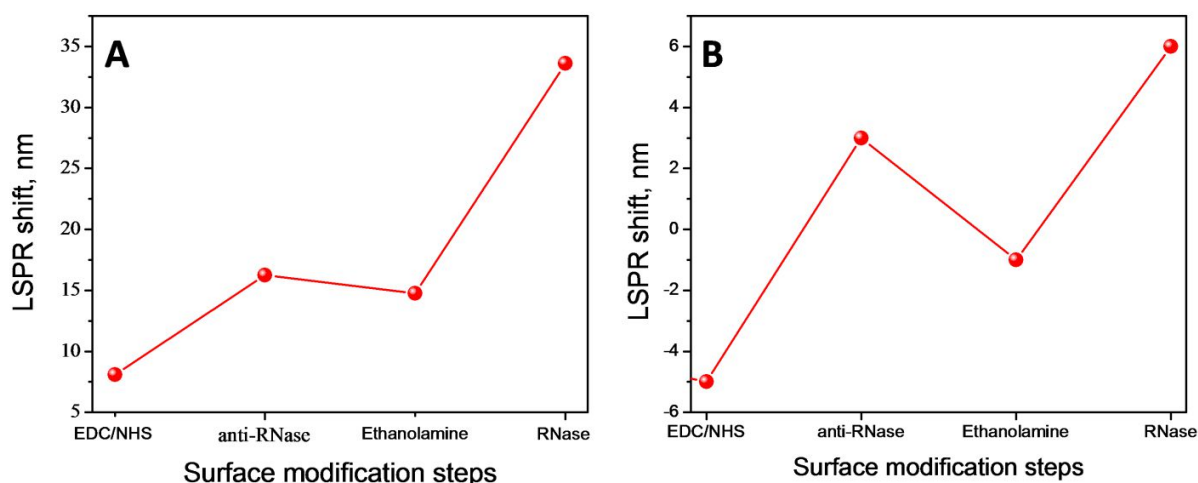 A
LSPR shift, nm
35
30
25
20
15
10
5
EDC/NHS
anti-RNase
Ethanolamine
RNase
Surface modification steps
B
LSPR shift, nm
6
4
2
0
-2
-4
-6
EDC/NHS
anti-RNase
Ethanolamine
RNase
Surface modification steps